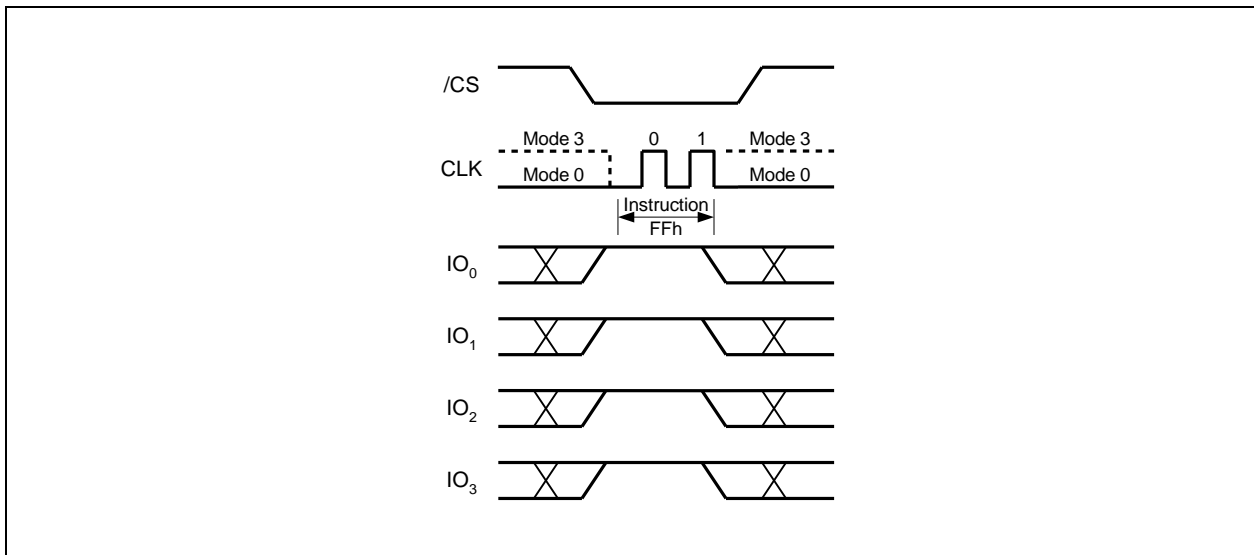 /CS
Mode 3 0 1 Mode 3
CLK
Mode 0 Mode 0
Instruction
FFh
IO0
IO1
IO2
IO3